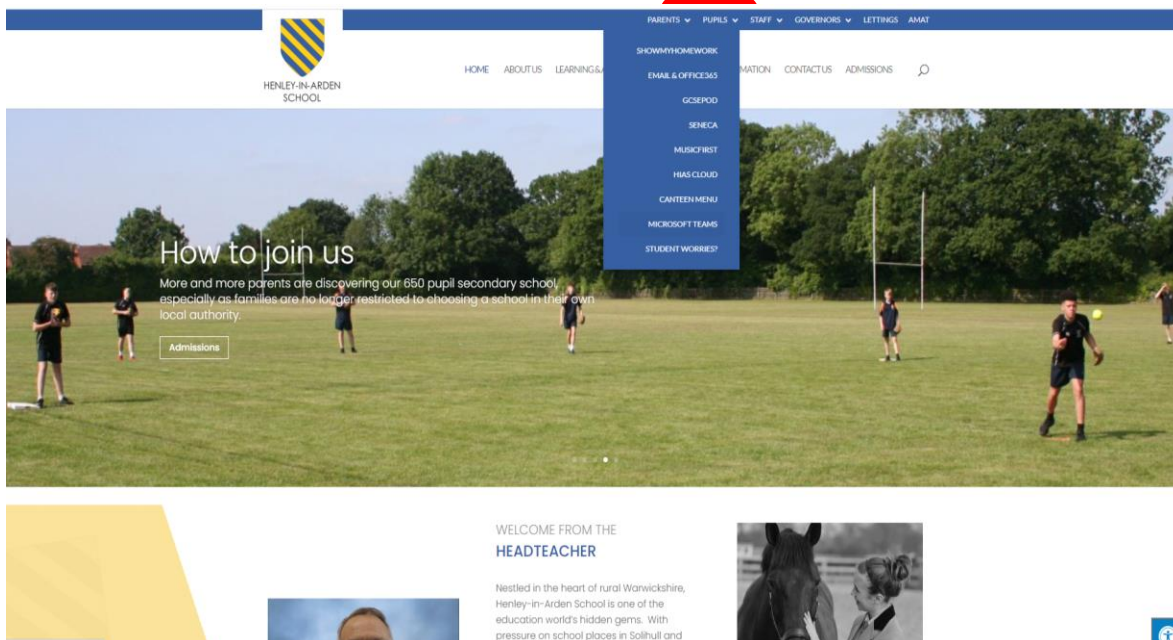 PARENTS PUPILS STAFF GOVERNORS LETTINGS AMAT
HENLEY-IN-ARDEN
SCHOOL
HOME ABOUT US LEARNING & MATION CONTACT US ADMISSIONS
SHOWMYHOMEWORK
EMAIL & OFFICE365
GCSEPOD
SENECA
MUSICFIRST
HIAS CLOUD
CANTEEN MENU
MICROSOFT TEAMS
STUDENT WORRIES?
How to join us
More and more parents are discovering our 650 pupil secondary school,
especially as families are no longer restricted to choosing a school in their own
local authority.
Admissions
WELCOME FROM THE
HEADTEACHER
Nestled in the heart of rural Warwickshire,
Henley-in-Arden School is one of the
education world's hidden gems. With
pressure on school places in Solihull and